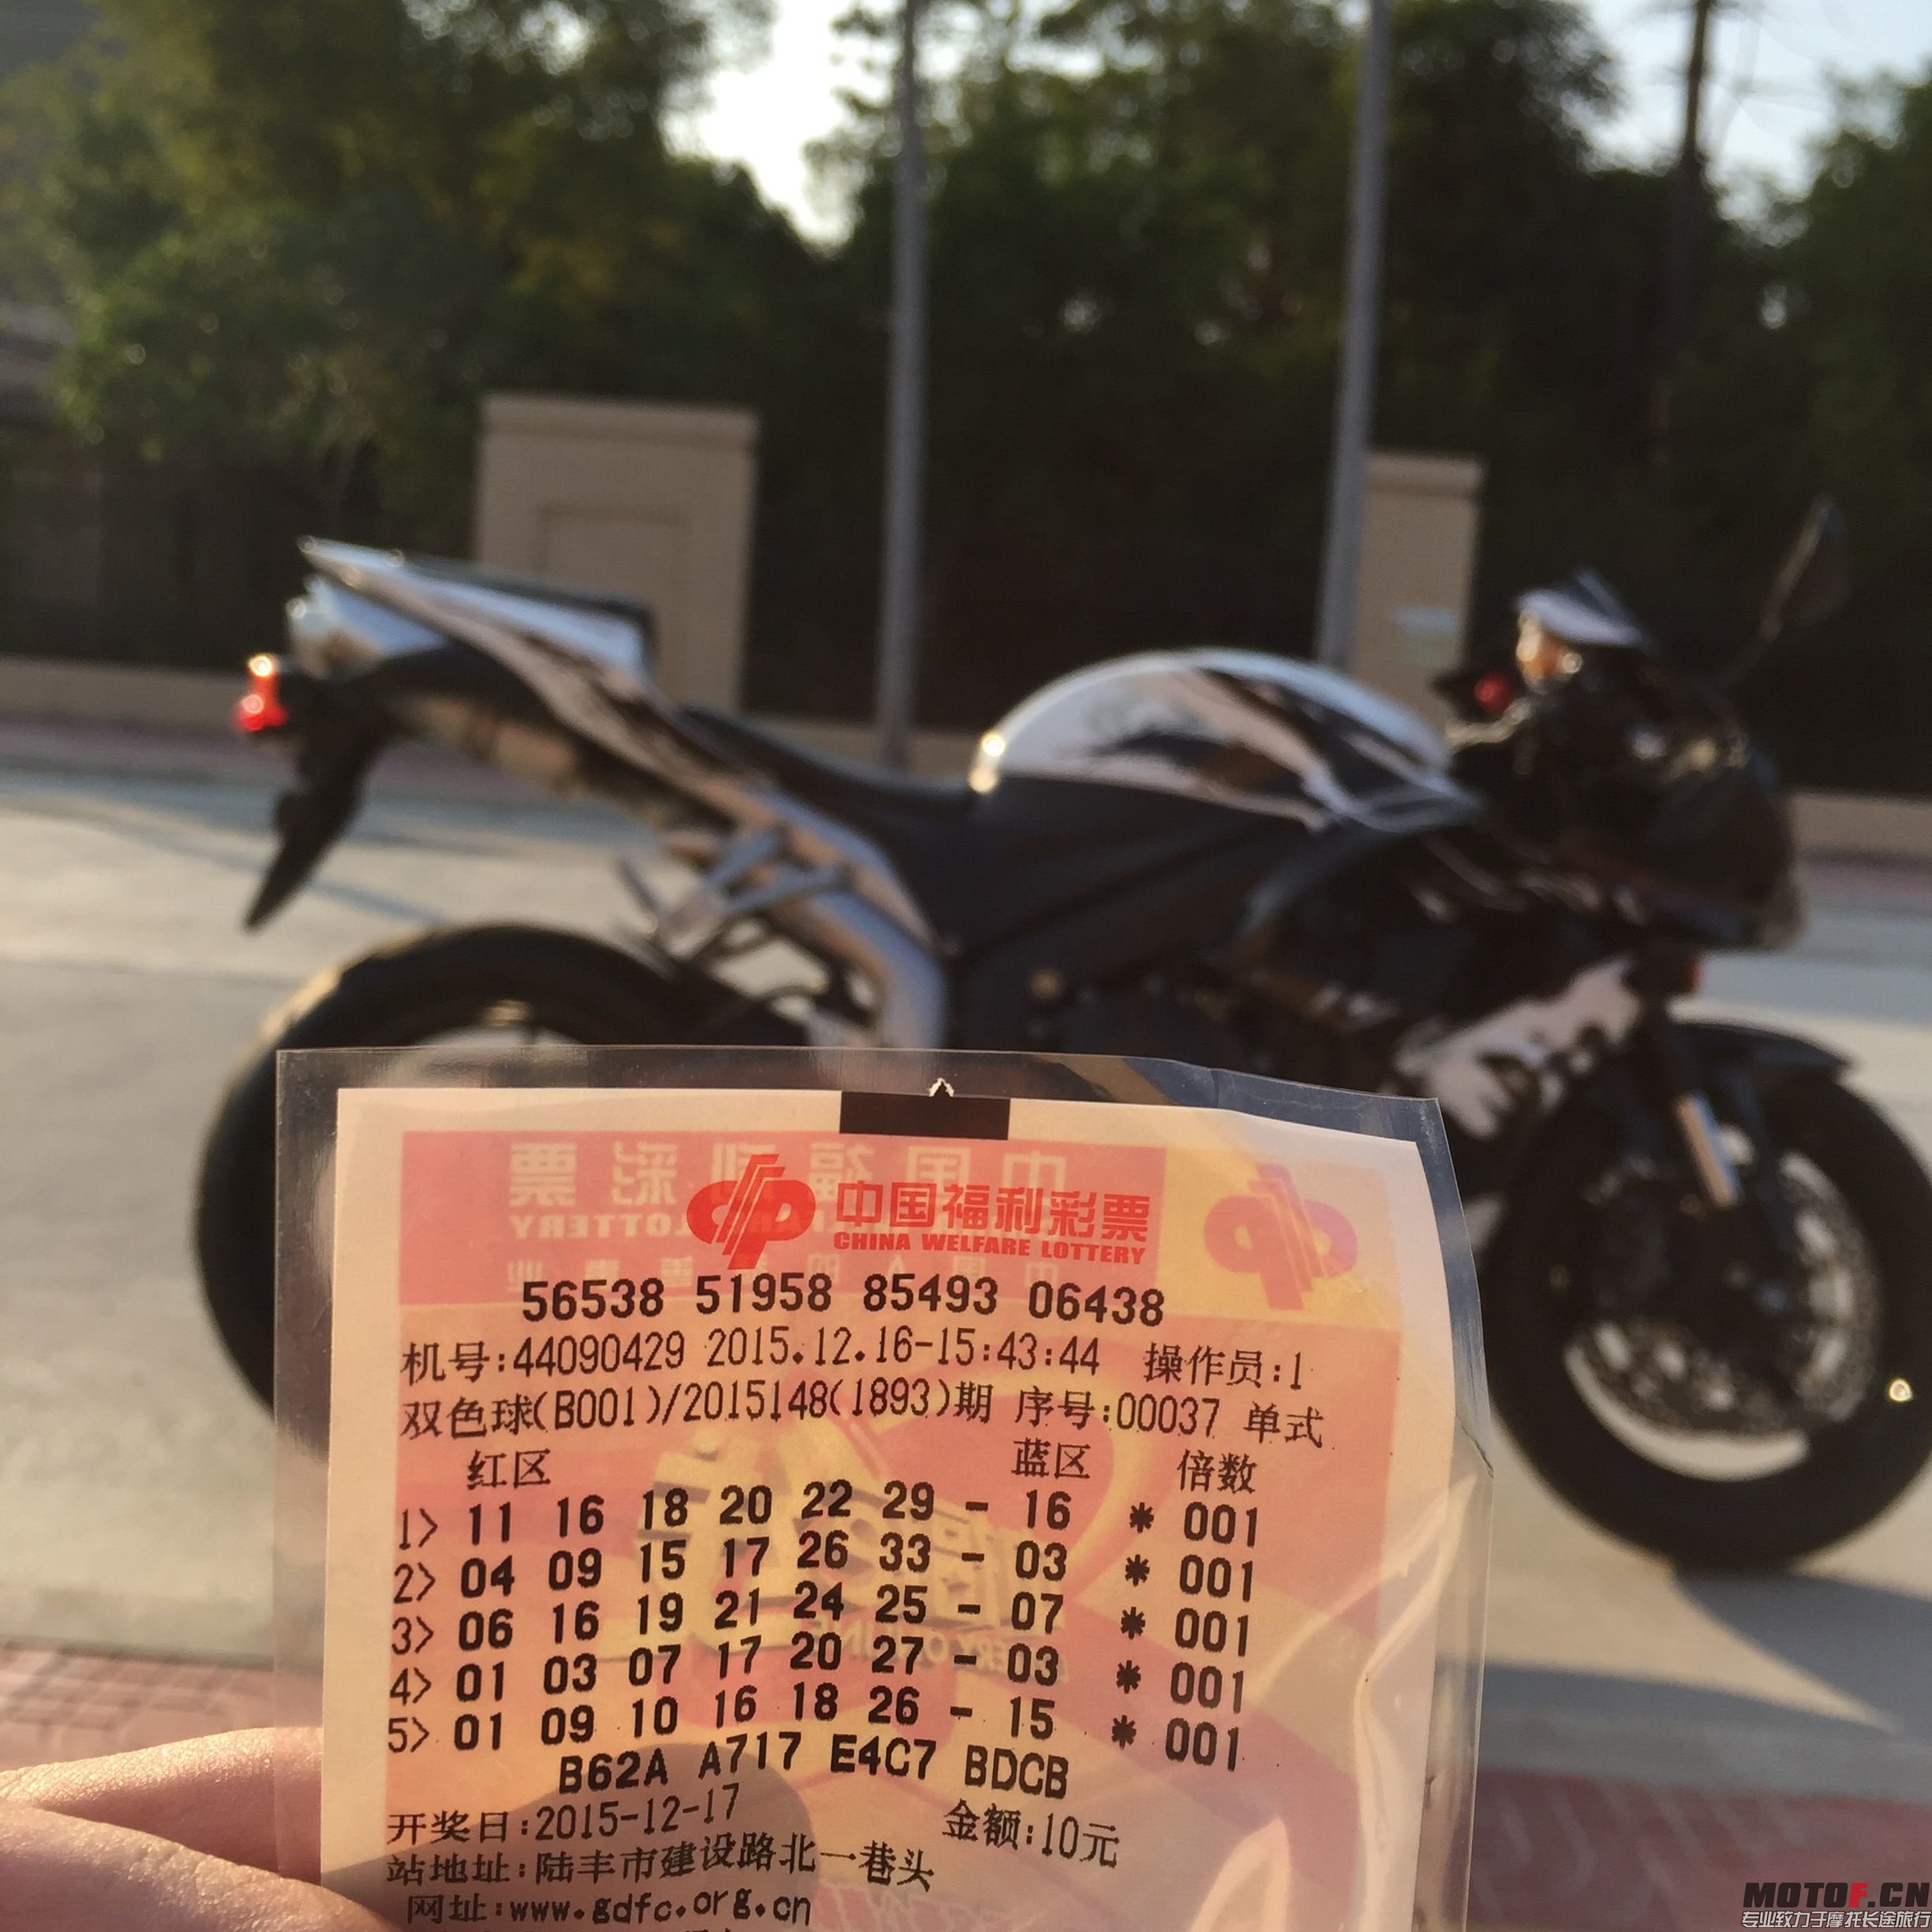 中国福利彩票
CHINA WELFARE LOTTERY
56538 51958 85493 06438
机号:44090429 2015.12.16-15:43:44 操作员:1
双色球(B001)/2015148(1893)期 序号:00037 单式
红区 蓝区 倍数
1> 11 16 18 20 22 29 - 16 * 001
2> 04 09 15 17 26 33 - 03 * 001
3> 06 16 19 21 24 25 - 07 * 001
4> 01 03 07 17 20 27 - 03 * 001
5> 01 09 10 16 18 26 - 15 * 001
B62A A717 E4C7 BDCB
开奖日:2015-12-17 金额:10元
站地址:陆丰市建设路北一巷头
网址:www.gdfc.org.cn
MOTOF.CN
专业致力于摩托长途旅行